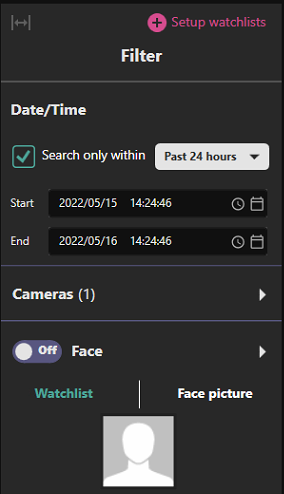 Setup watchlists
Filter
Date/Time
Search only within Past 24 hours
Start 2022/05/15 14:24:46
End 2022/05/16 14:24:46
Cameras (1)
Off Face
Watchlist Face picture